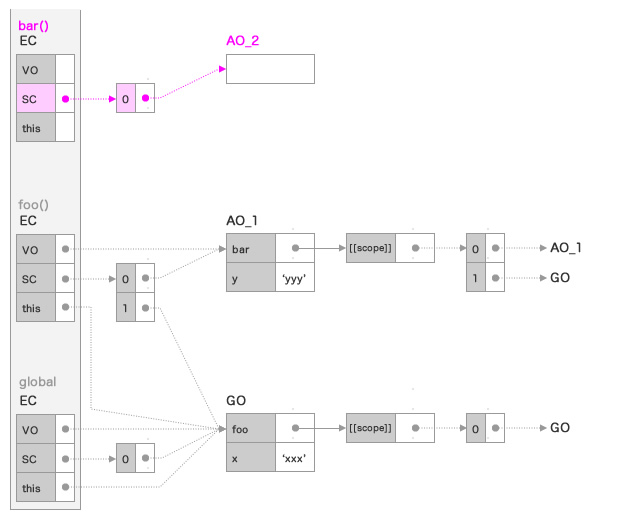 bar()
EC
AO_2
VO
SC
0
this
foo()
EC
AO_1
VO
bar
[[scope]]
0
AO_1
SC
0
y
‘yyy’
1
GO
this
1
global
EC
GO
VO
foo
[[scope]]
0
GO
SC
0
x
‘xxx’
this